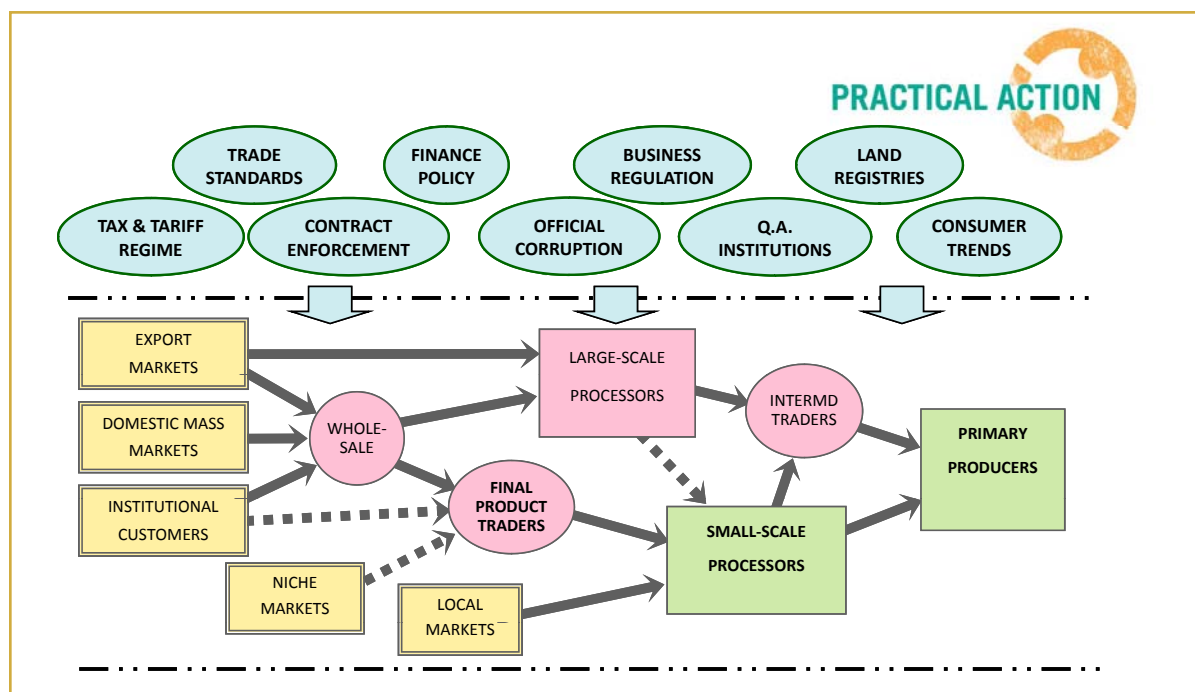 PRACTICAL ACTION
TRADE
STANDARDS
FINANCE
POLICY
BUSINESS
REGULATION
LAND
REGISTRIES
TAX & TARIFF
REGIME
CONTRACT
ENFORCEMENT
OFFICIAL
CORRUPTION
Q.A.
INSTITUTIONS
CONSUMER
TRENDS
EXPORT
MARKETS
LARGE-SCALE
PROCESSORS
INTERMD
TRADERS
DOMESTIC MASS
MARKETS
WHOLE-
SALE
PRIMARY
PRODUCERS
INSTITUTIONAL
CUSTOMERS
FINAL
PRODUCT
TRADERS
SMALL-SCALE
PROCESSORS
NICHE
MARKETS
LOCAL
MARKETS